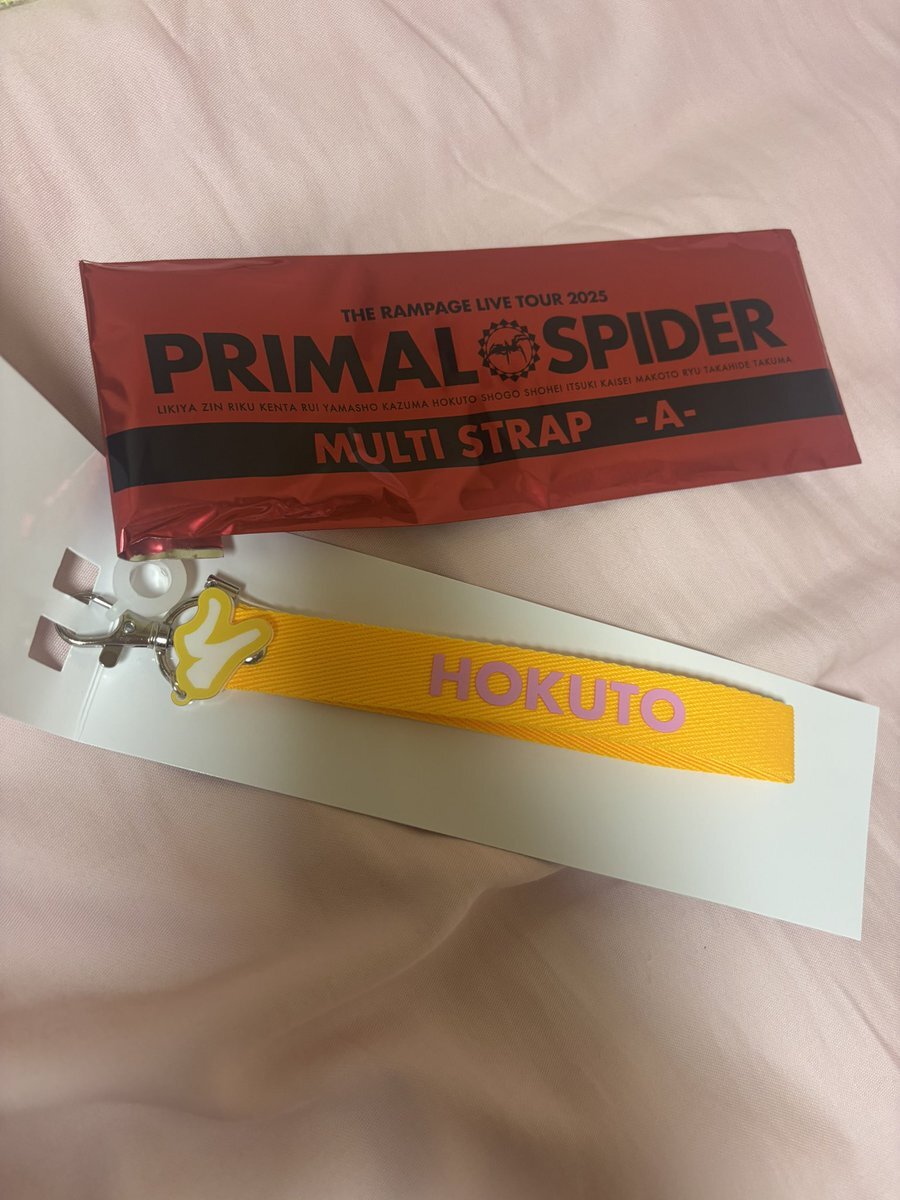 THE RAMPAGE LIVE TOUR 2025
PRIMAL SPIDER
LIKIYA ZIN RIKU KENTA RUI YAMASHO KAZUMA HOKUTO SHOGO SHOHEI ITSUKI KAISEI MAKOTO RYU TAKAHIDE TAKUMA
MULTI STRAP -A-
HOKUTO